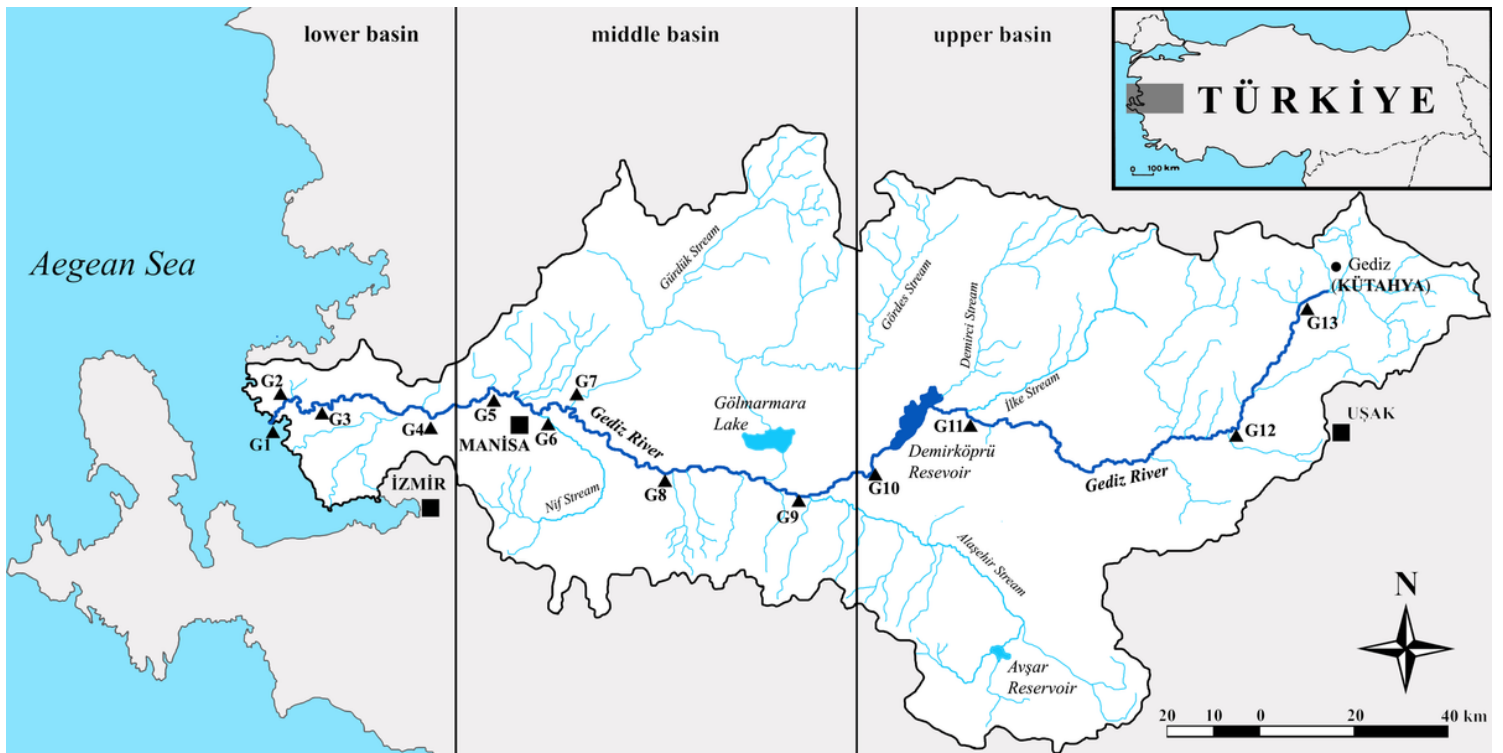 lower basin
middle basin
upper basin
TÜRKİYE
0 100 km
Aegean Sea
Gürdük Stream
Gördes Stream
Demirci Stream
İlke Stream
Gediz
(KÜTAHYA)
G13
G2
G3
G1
G4
G5
MANİSA
G6
G7
Gediz River
Gölmarmara
Lake
G11
Demirköprü
Resevoir
G12
UŞAK
Gediz River
İZMİR
Nif Stream
G8
G9
G10
Alaşehir Stream
Avşar
Reservoir
N
20 10 0 20 40 km